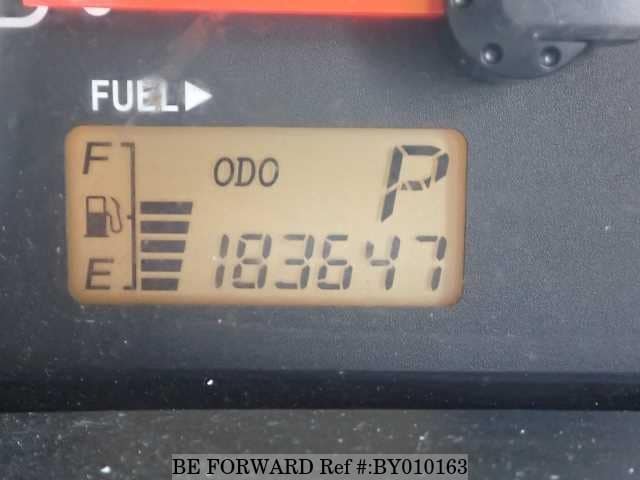 FUEL▶
F
ODO
P
E
183647
BE FORWARD Ref #:BY010163